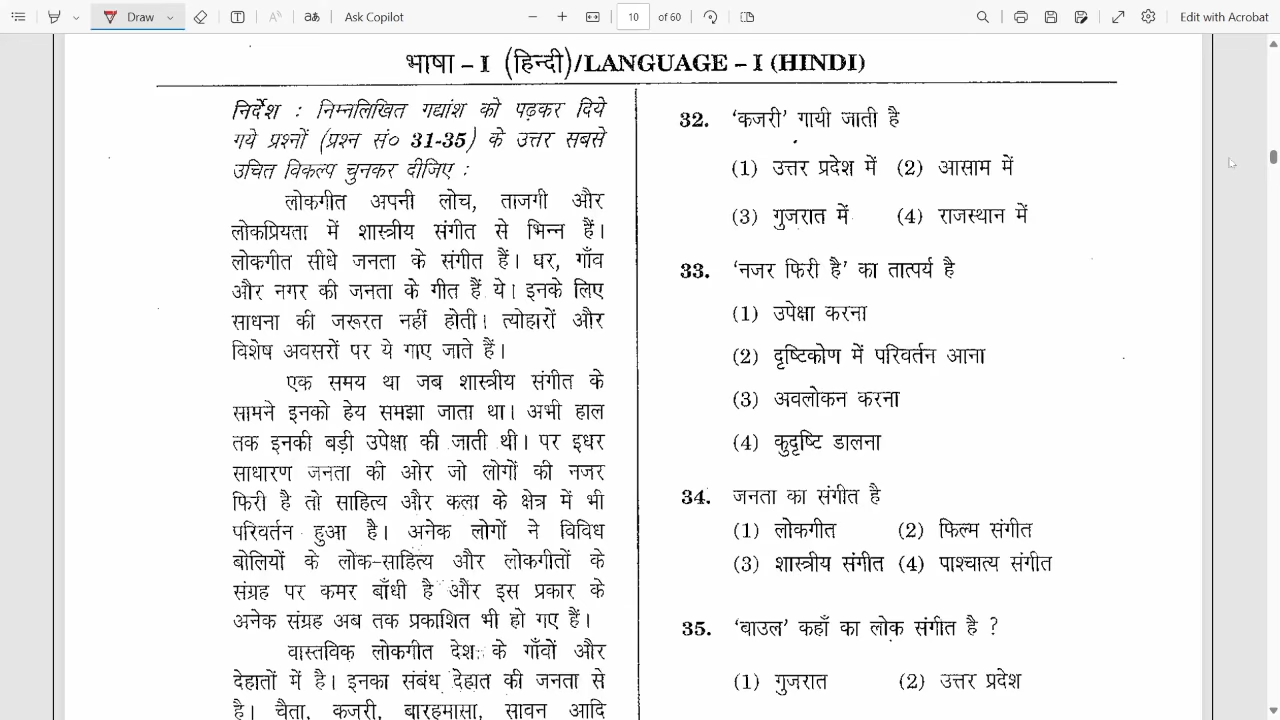 Draw
Ask Copilot
10 of 60
Edit with Acrobat
भाषा – I (हिन्दी)/LANGUAGE – I (HINDI)
निर्देश : निम्नलिखित गद्यांश को पढ़कर दिये
गये प्रश्नों (प्रश्न सं० 31-35) के उत्तर सबसे
उचित विकल्प चुनकर दीजिए :
लोकगीत अपनी लोच, ताजगी और
लोकप्रियता में शास्त्रीय संगीत से भिन्न हैं।
लोकगीत सीधे जनता के संगीत हैं। घर, गाँव
और नगर की जनता के गीत हैं ये। इनके लिए
साधना की जरूरत नहीं होती। त्योहारों और
विशेष अवसरों पर ये गाए जाते हैं।
एक समय था जब शास्त्रीय संगीत के
सामने इनको हेय समझा जाता था। अभी हाल
तक इनकी बड़ी उपेक्षा की जाती थी। पर इधर
साधारण जनता की ओर जो लोगों की नजर
फिरी है तो साहित्य और कला के क्षेत्र में भी
परिवर्तन हुआ है। अनेक लोगों ने विविध
बोलियों के लोक-साहित्य और लोकगीतों के
संग्रह पर कमर बाँधी है और इस प्रकार के
अनेक संग्रह अब तक प्रकाशित भी हो गए हैं।
वास्तविक लोकगीत देश के गाँवों और
देहातों में है। इनका संबंध देहात की जनता से
है। चैता, कजरी, बारहमासा, सावन आदि
32. ‘कजरी’ गायी जाती है
(1) उत्तर प्रदेश में (2) आसाम में
(3) गुजरात में (4) राजस्थान में
33. ‘नजर फिरी है’ का तात्पर्य है
(1) उपेक्षा करना
(2) दृष्टिकोण में परिवर्तन आना
(3) अवलोकन करना
(4) कुदृष्टि डालना
34. जनता का संगीत है
(1) लोकगीत (2) फिल्म संगीत
(3) शास्त्रीय संगीत (4) पाश्चात्य संगीत
35. ‘बाउल’ कहाँ का लोक संगीत है ?
(1) गुजरात (2) उत्तर प्रदेश